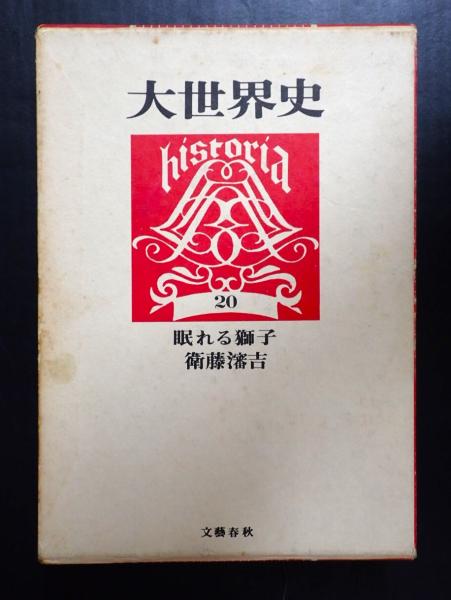 大世界史
historia
20
眠れる獅子
衛藤瀋吉
文藝春秋